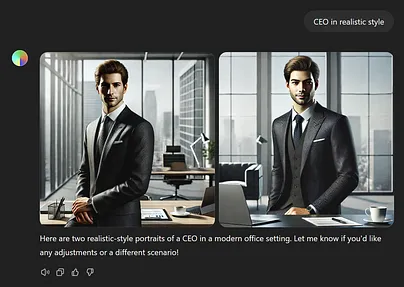 CEO in realistic style
Here are two realistic-style portraits of a CEO in a modern office setting. Let me know if you'd like
any adjustments or a different scenario!